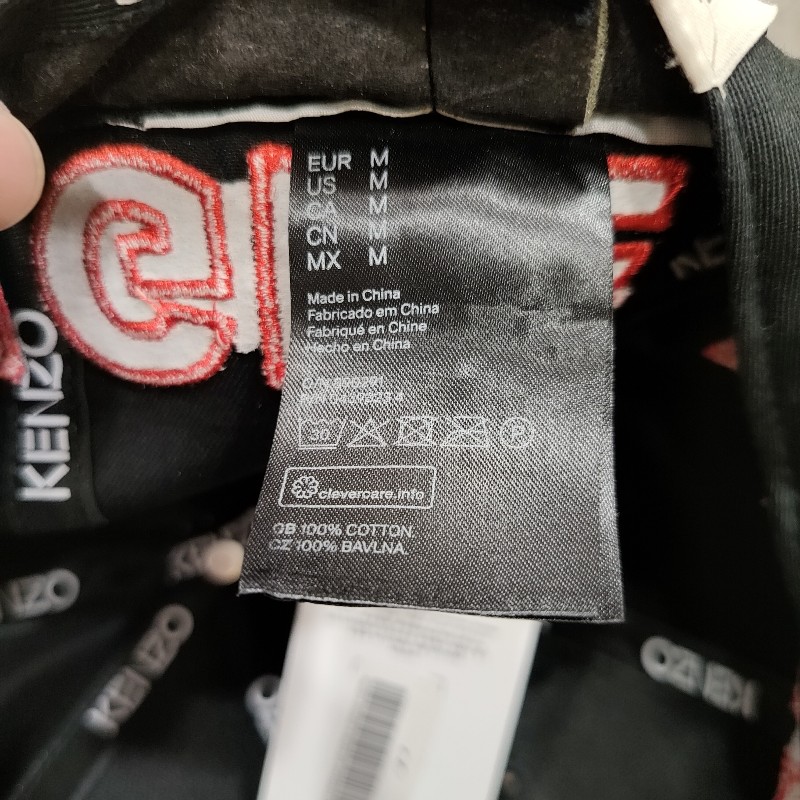 EUR M
US M
CA M
CN M
MX M
Made in China
Fabricado em China
Fabriqué en Chine
Hecho en China
30
P
clevercare.info
GB 100% COTTON.
CZ 100% BAVLNA.
KENZO
KENZO
KENZO
KENZO